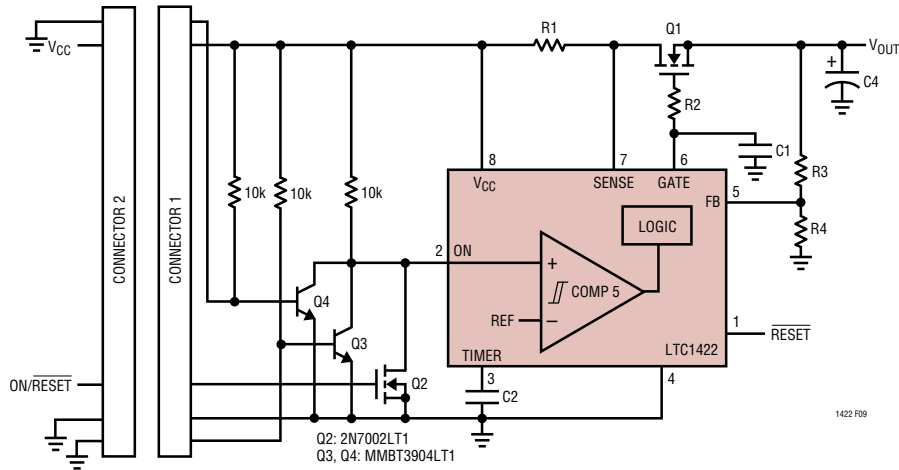 R1
Q1
V_CC
V_OUT
+
C4
R2
C1
8
7
6
V_CC
SENSE
GATE
R3
5
FB
10k
10k
10k
LOGIC
R4
CONNECTOR 2
CONNECTOR 1
2
ON
+
COMP 5
Q4
REF
−
Q3
1
RESET
TIMER
LTC1422
ON/RESET
Q2
3
4
C2
1422 F09
Q2: 2N7002LT1
Q3, Q4: MMBT3904LT1